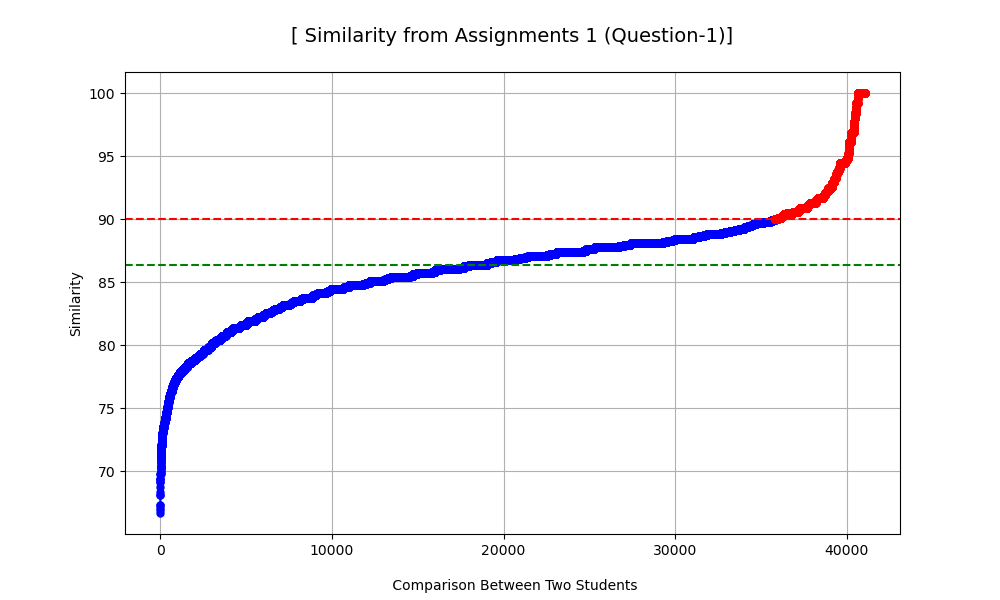 [ Similarity from Assignments 1 (Question-1)]
100
95
90
85
80
75
70
Similarity
0 10000 20000 30000 40000
Comparison Between Two Students